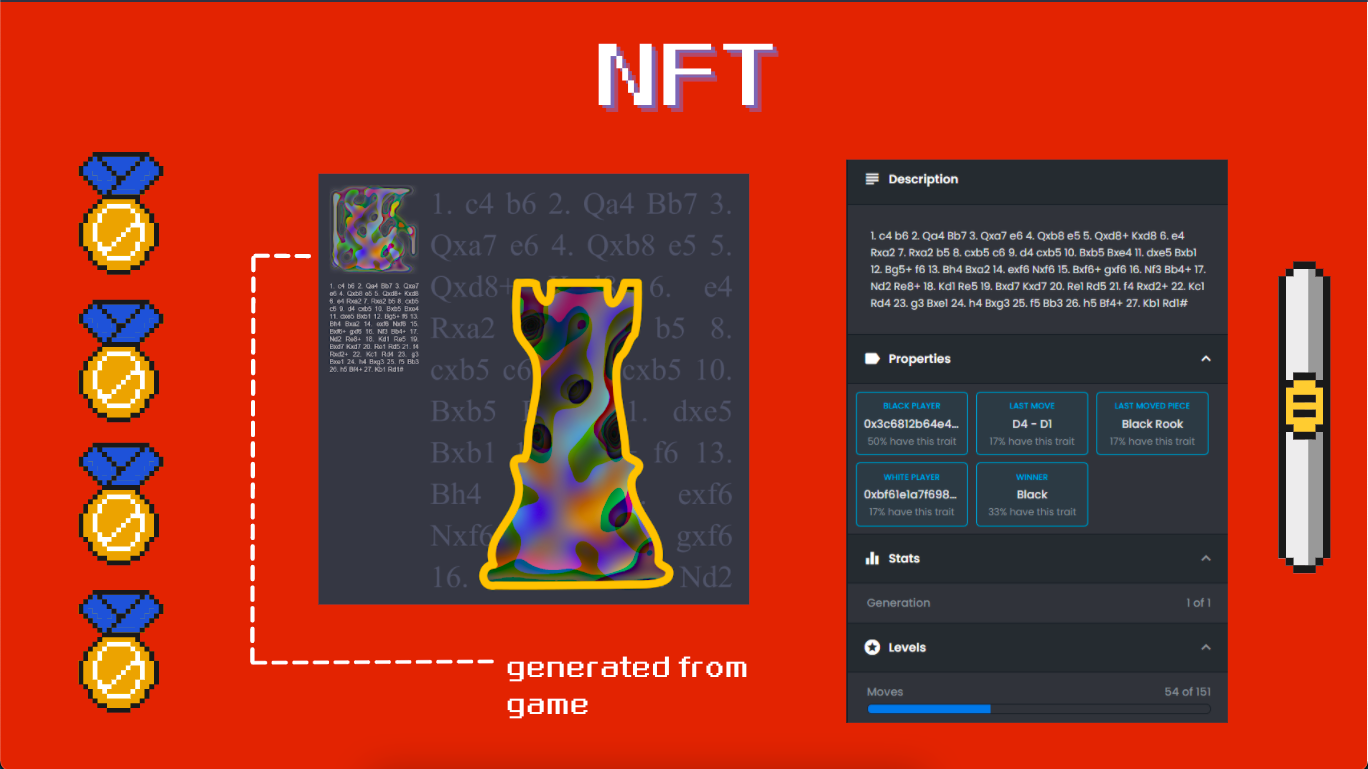 NFT
1. c4 b6 2. Qa4 Bb7 3.
Qxa7 e6 4. Qxb8 e5 5.
Qxd8+ 6. e4
Rxa2 b5 8.
cxb5 c6 cxb5 10.
Bxb5 1. dxe5
Bxb1 f6 13.
Bh4 exf6
Nxf6 gxf6
16. Nd2
1. c4 b6 2. Qa4 Bb7 3. Qxa7
e6 4. Qxb8 e5 5. Qxd8+ Kxd8
6. e4 Rxa2 7. Rxa2 b5 8. cxb5
c6 9. d4 cxb5 10. Bxb5 Bxe4
11. dxe5 Bxb1 12. Bg5+ f6 13.
Bh4 Bxa2 14. exf6 Nxf6 15.
Bxf6+ gxf6 16. Nf3 Bb4+ 17.
Nd2 Re8+ 18. Kd1 Re5 19.
Bxd7 Kxd7 20. Re1 Rd5 21. f4
Rxd2+ 22. Kc1 Rd4 23. g3
Bxe1 24. h4 Bxg3 25. f5 Bb3
26. h5 Bf4+ 27. Kb1 Rd1#
generated from
game
Description
1. c4 b6 2. Qa4 Bb7 3. Qxa7 e6 4. Qxb8 e5 5. Qxd8+ Kxd8 6. e4
Rxa2 7. Rxa2 b5 8. cxb5 c6 9. d4 cxb5 10. Bxb5 Bxe4 11. dxe5 Bxb1
12. Bg5+ f6 13. Bh4 Bxa2 14. exf6 Nxf6 15. Bxf6+ gxf6 16. Nf3 Bb4+ 17.
Nd2 Re8+ 18. Kd1 Re5 19. Bxd7 Kxd7 20. Re1 Rd5 21. f4 Rxd2+ 22. Kc1
Rd4 23. g3 Bxe1 24. h4 Bxg3 25. f5 Bb3 26. h5 Bf4+ 27. Kb1 Rd1#
Properties
BLACK PLAYER
0x3c6812b64e4...
50% have this trait
LAST MOVE
D4 - D1
17% have this trait
LAST MOVED PIECE
Black Rook
17% have this trait
WHITE PLAYER
0xbf61e1a7f698...
17% have this trait
WINNER
Black
33% have this trait
Stats
Generation 1 of 1
Levels
Moves 54 of 151